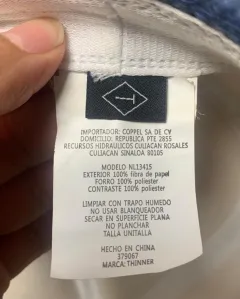 T
IMPORTADOR: COPPEL SA DE CV
DOMICILIO: REPUBLICA PTE 2855
RECURSOS HIDRAULICOS CULIACAN ROSALES
CULIACAN SINALOA 80105
MODELO NL13415
EXTERIOR 100% fibra de papel
FORRO 100% poliester
CONTRASTE 100% poliester
LIMPIAR CON TRAPO HUMEDO
NO USAR BLANQUEADOR
SECAR EN SUPERFICIE PLANA
NO PLANCHAR
TALLA UNITALLA
HECHO EN CHINA
379067
MARCA: THINNER